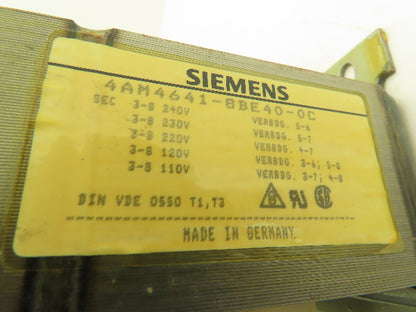 SIEMENS
4AM4641-8BE40-0C
SEC 3-8 240V VERBDG. 5-6
3-8 230V VERBDG. 5-7
3-8 220V VERBDG. 4-7
3-8 120V VERBDG. 3-6; 5-8
3-8 110V VERBDG. 3-7; 4-8
DIN VDE 0550 T1,T3
MADE IN GERMANY